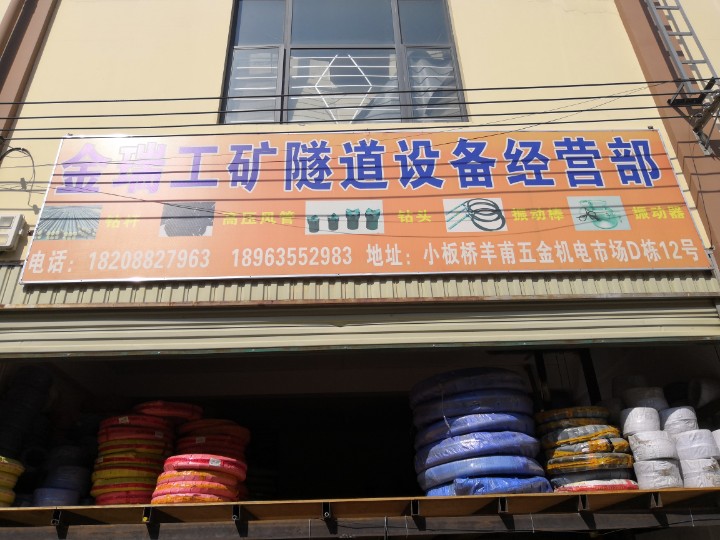 金瑞工矿隧道设备经营部
钻杆 高压风管 钻头 振动棒 振动器
电话：18208827963 18963552983 地址：小板桥羊甫五金机电市场D栋12号